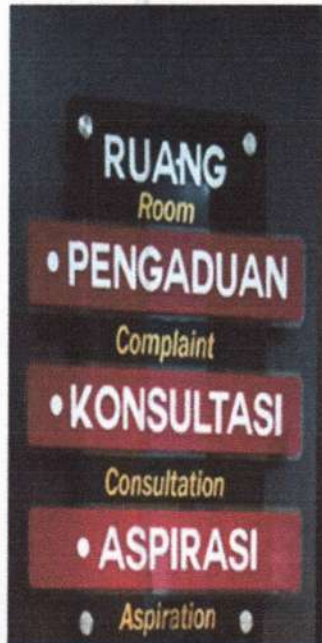 RUANG
Room
• PENGADUAN
Complaint
• KONSULTASI
Consultation
• ASPIRASI
Aspiration